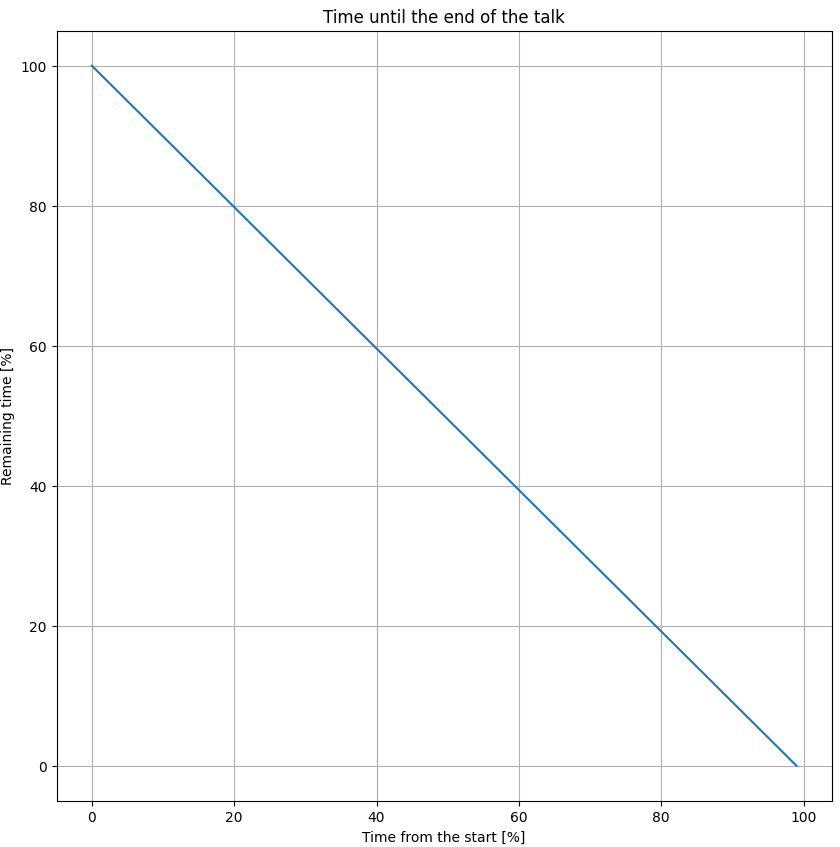 Time until the end of the talk
100
80
60
40
20
0
Remaining time [%]
0 20 40 60 80 100
Time from the start [%]